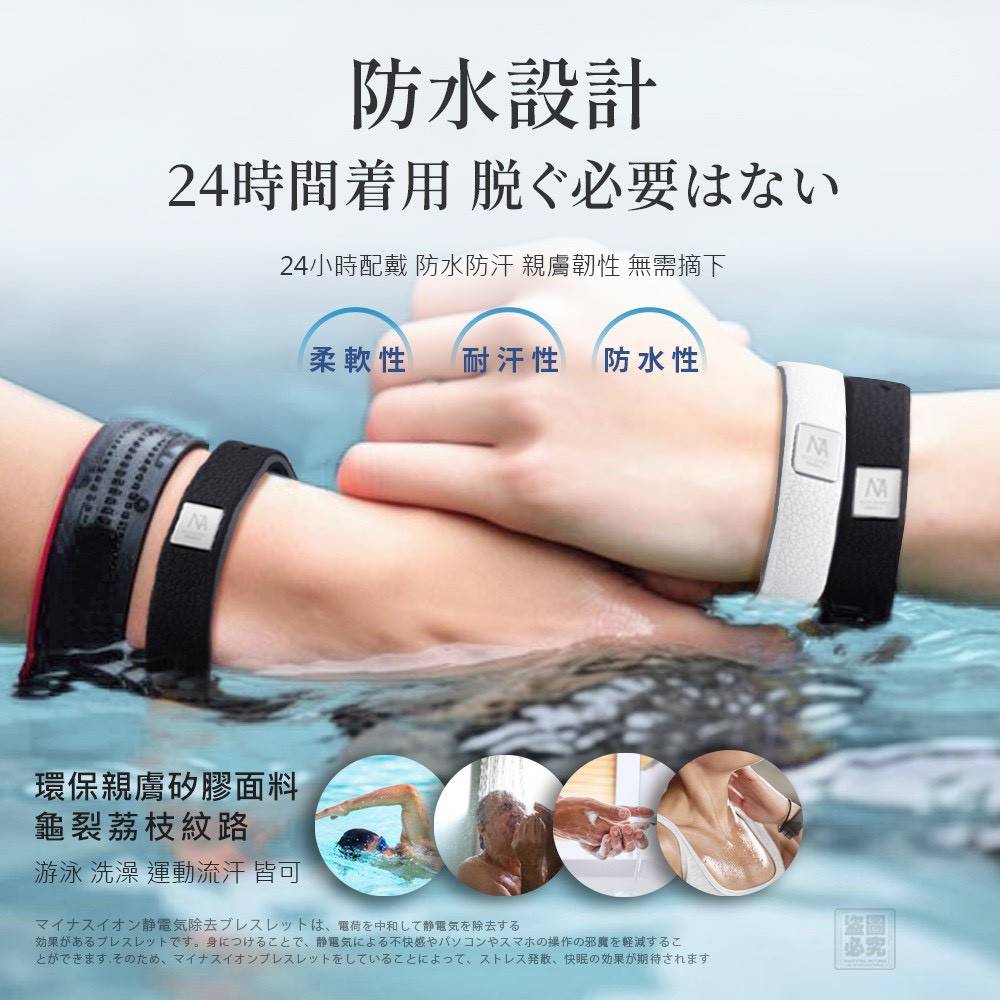 防水設計
24時間着用 脱ぐ必要はない
24小時配戴 防水防汗 親膚韌性 無需摘下
柔軟性 耐汗性 防水性
NA
NA
NA
環保親膚矽膠面料
龜裂荔枝紋路
游泳 洗澡 運動流汗 皆可
マイナスイオン静電気除去ブレスレットは、電荷を中和して静電気を除去する
効果があるブレスレットです。身につけることで、静電気による不快感やパソコンやスマホの操作の邪魔を軽減するこ
とができます.そのため、マイナスイオンブレスレットをしていることによって、ストレス発散、快眠の効果が期待されます
盜圖
必究